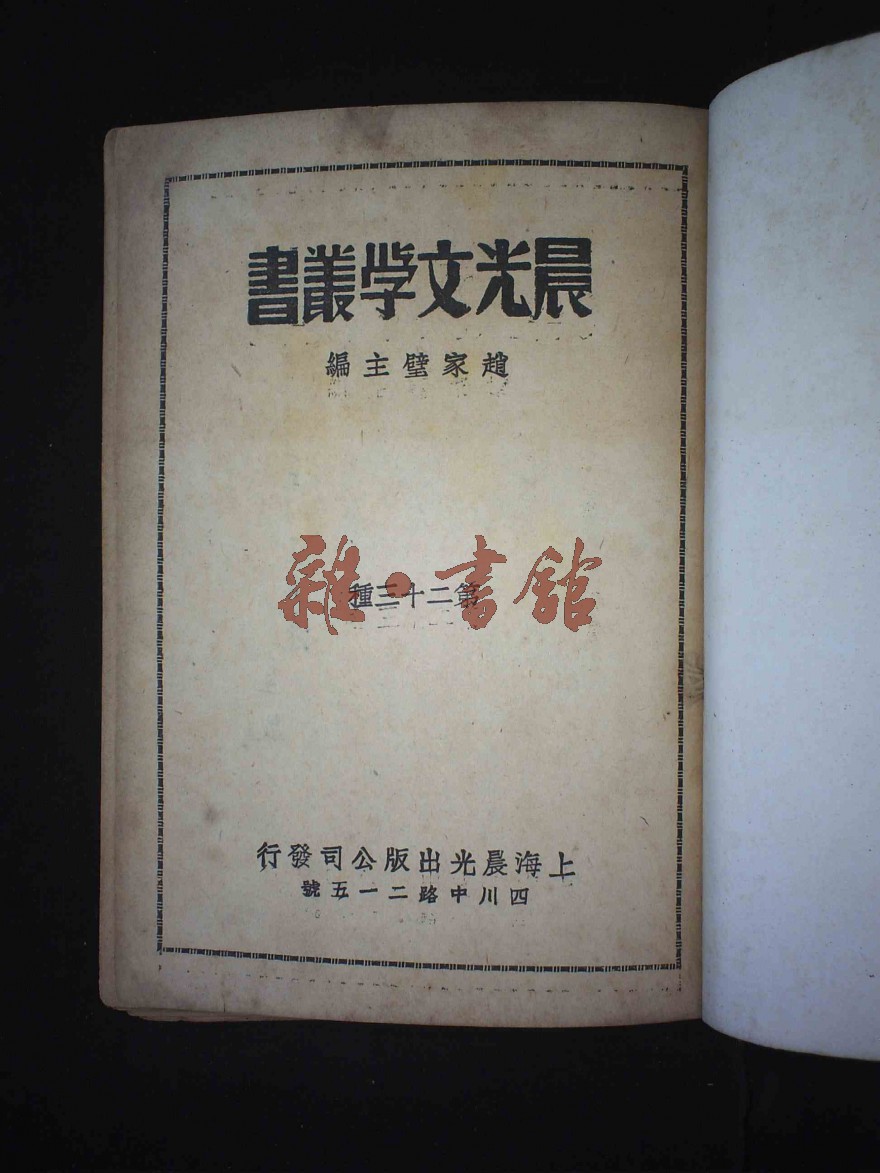 晨光文学叢書
趙家璧主編
第二十三種
雜·書館
上海晨光出版公司發行
四川中路二一五號